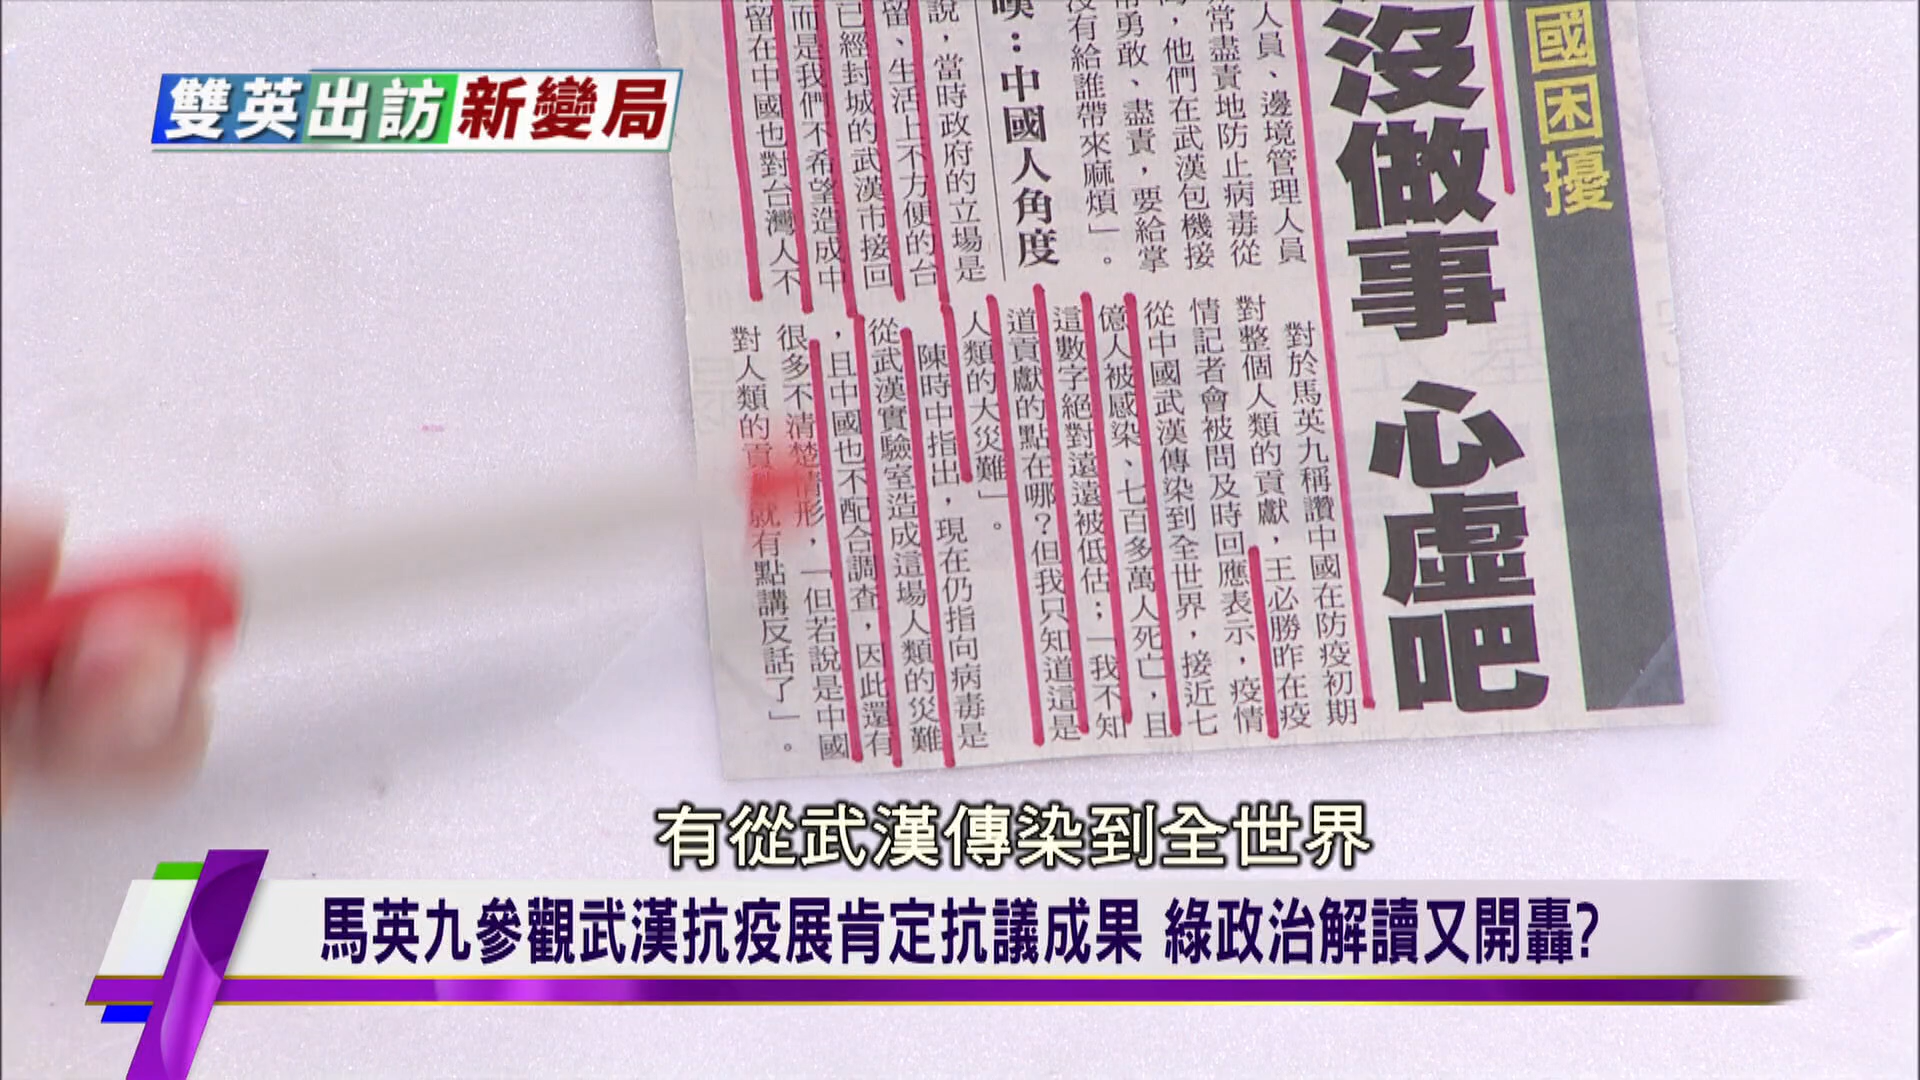 雙英出訪新變局
國困擾
沒做事 心虛吧
人員、邊境管理人員
常盡責地防止病毒從
，他們在武漢包機接
常勇敢、盡責，要給掌
沒有給誰帶來麻煩」。
嘆：中國人角度
說，當時政府的立場是
留、生活上不方便的台
已經封城的武漢市接回
而是我們不希望造成中
留在中國也對台灣人不
對於馬英九稱讚中國在防疫初期
對整個人類的貢獻，王必勝昨在疫
情記者會被問及時回應表示，疫情
從中國武漢傳染到全世界，接近七
億人被感染、七百多萬人死亡，且
這數字絕對遠遠被低估；「我不知
道貢獻的點在哪？但我只知道這是
人類的大災難」。
陳時中指出，現在仍指向病毒是
從武漢實驗室造成這場人類的災難
，且中國也不配合調查，因此還有
很多不清楚情形，「但若說是中國
對人類的貢獻就有點講反話了」。
有從武漢傳染到全世界
馬英九參觀武漢抗疫展肯定抗議成果 綠政治解讀又開轟?